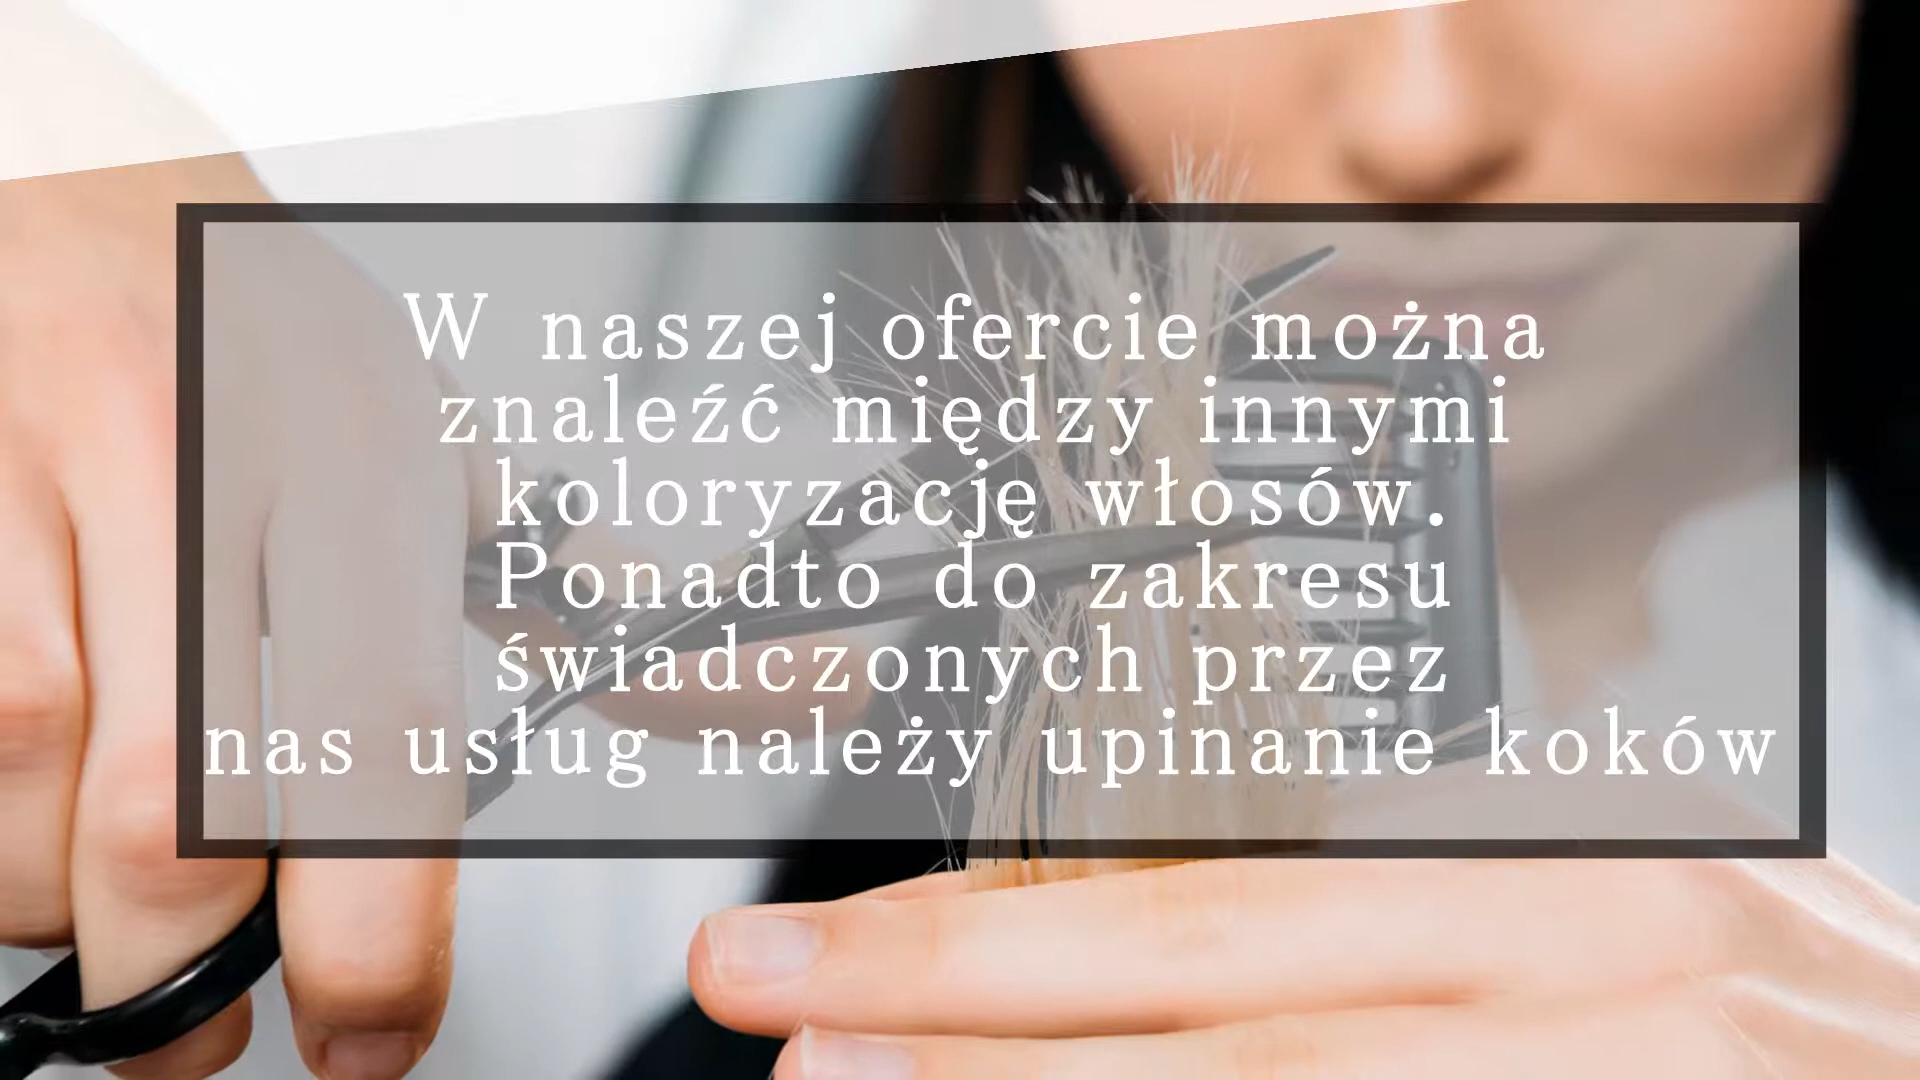 W naszej ofercie można
znaleźć między innymi
koloryzację włosów.
Ponadto do zakresu
świadczonych przez
nas usług należy upinanie koków